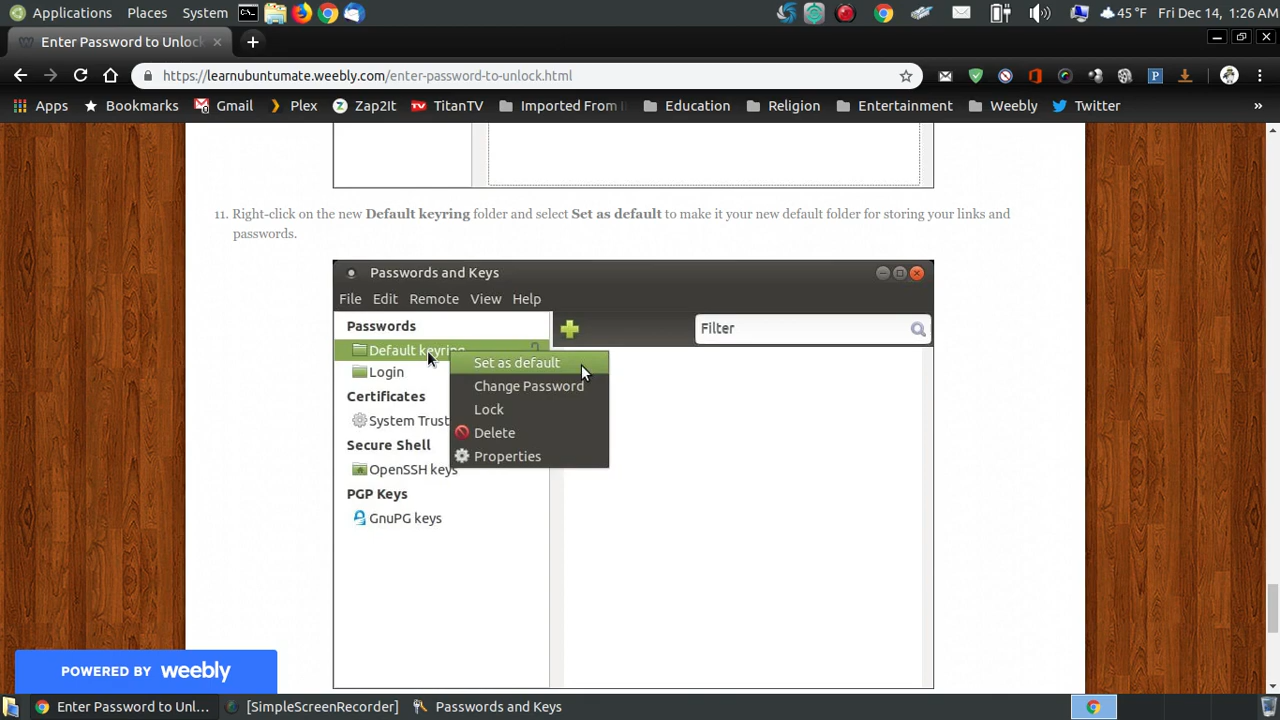 Applications Places System 45 °F Fri Dec 14, 1:26 AM
Enter Password to Unlock
https://learnubuntumate.weebly.com/enter-password-to-unlock.html
Apps Bookmarks Gmail Plex Zap2It TitanTV Imported From Education Religion Entertainment Weebly Twitter »
11. Right-click on the new Default keyring folder and select Set as default to make it your new default folder for storing your links and
passwords.
Passwords and Keys
File Edit Remote View Help
Passwords
Filter
Default keyring
Set as default
Login
Change Password
Certificates
Lock
System Trust
Delete
Secure Shell
Properties
OpenSSH keys
PGP Keys
GnuPG keys
POWERED BY weebly
Enter Password to Unl... [SimpleScreenRecorder] Passwords and Keys